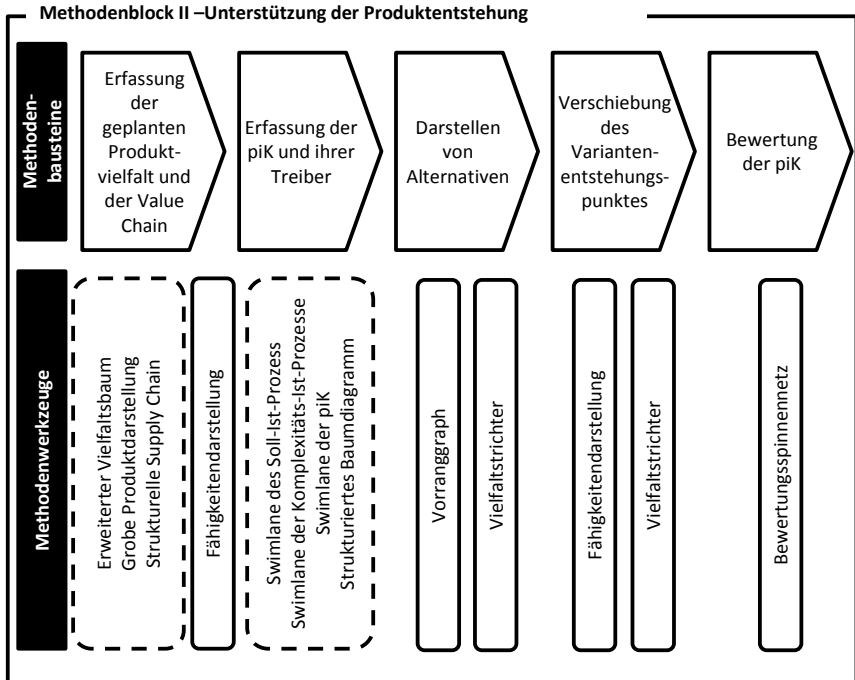 Methodenblock II –Unterstützung der Produktentstehung
Methoden-
bausteine
Erfassung
der
geplanten
Produkt-
vielfalt und
der Value
Chain
Erfassung der
piK und ihrer
Treiber
Darstellen
von
Alternativen
Verschiebung
des
Varianten-
entstehungs-
punktes
Bewertung
der piK
Methodenwerkzeuge
Erweiterter Vielfaltsbaum
Grobe Produktdarstellung
Strukturelle Supply Chain
Fähigkeitendarstellung
Swimlane des Soll-Ist-Prozess
Swimlane der Komplexitäts-Ist-Prozesse
Swimlane der piK
Strukturiertes Baumdiagramm
Vorranggraph
Vielfaltstrichter
Fähigkeitendarstellung
Vielfaltstrichter
Bewertungsspinnennetz